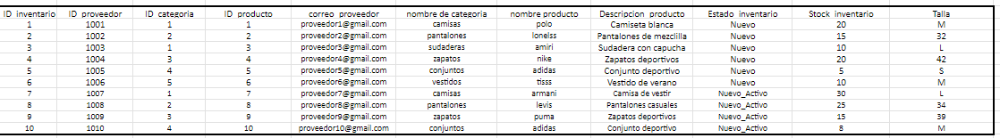 ID_inventario ID_proveedor ID_categoria ID_producto correo_proveedor nombre de categoria nombre producto Descripcion_producto Estado_inventario Stock_inventario Talla
1 1001 1 1 proveedor1@gmail.com camisas polo Camiseta blanca Nuevo 20 M
2 1002 2 2 proveedor2@gmail.com pantalones lonelss Pantalones de mezclilla Nuevo 15 32
3 1003 1 3 proveedor3@gmail.com sudaderas amiri Sudadera con capucha Nuevo 10 L
4 1004 3 4 proveedor4@gmail.com zapatos nike Zapatos deportivos Nuevo 20 42
5 1005 4 5 proveedor5@gmail.com conjuntos adidas Conjunto deportivo Nuevo 5 S
6 1006 5 6 proveedor6@gmail.com vestidos tisss Vestido de verano Nuevo 10 M
7 1007 1 7 proveedor7@gmail.com camisas armani Camisa de vestir Nuevo_Activo 30 L
8 1008 2 8 proveedor8@gmail.com pantalones levis Pantalones casuales Nuevo_Activo 25 34
9 1009 3 9 proveedor9@gmail.com zapatos puma Zapatos deportivos Nuevo_Activo 15 39
10 1010 4 10 proveedor10@gmail.com conjuntos adidas Conjunto deportivo Nuevo_Activo 8 M